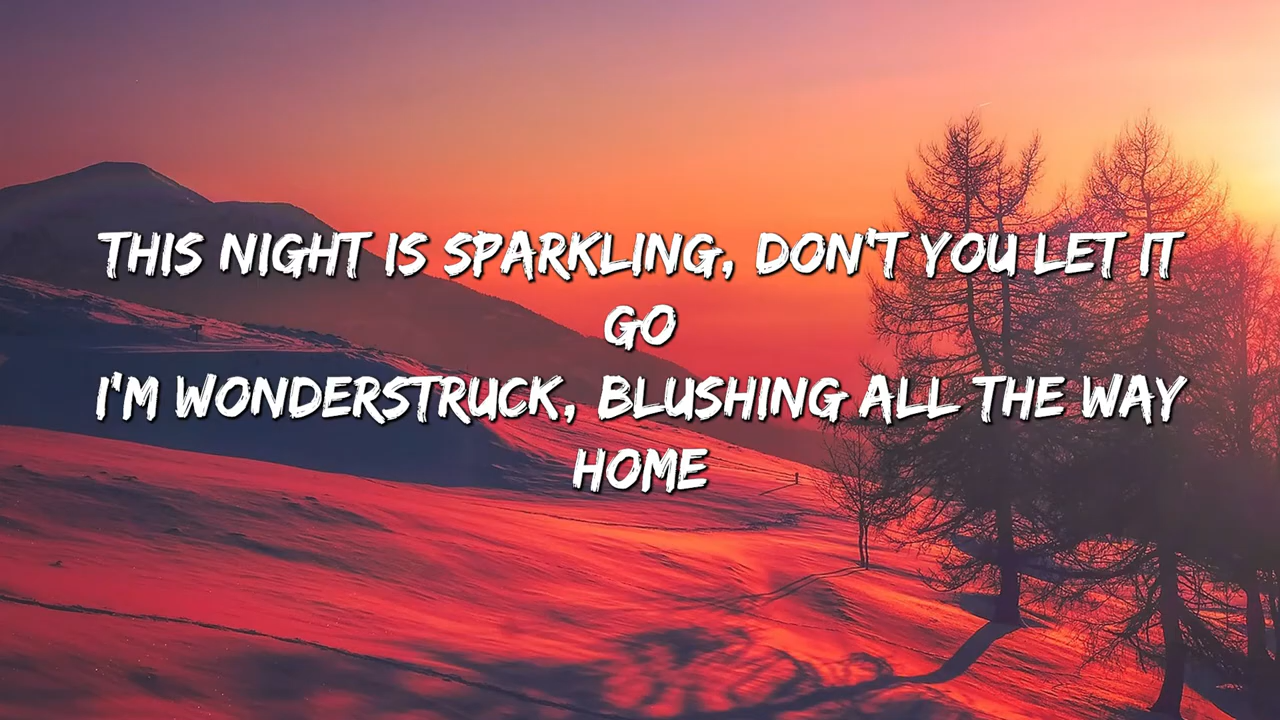 THIS NIGHT IS SPARKLING, DON'T YOU LET IT
GO
I'M WONDERSTRUCK, BLUSHING ALL THE WAY
HOME